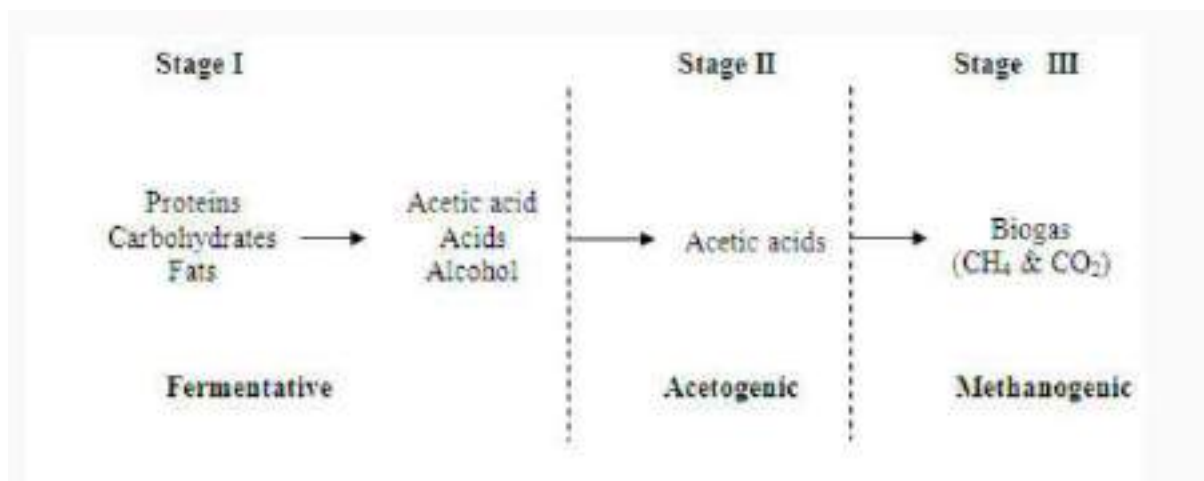 Stage I
Stage II
Stage III
Proteins
Carbohydrates
Fats
Acetic acid
Acids
Alcohol
Acetic acids
Biogas
(CH₄ & CO₂)
Fermentative
Acetogenic
Methanogenic